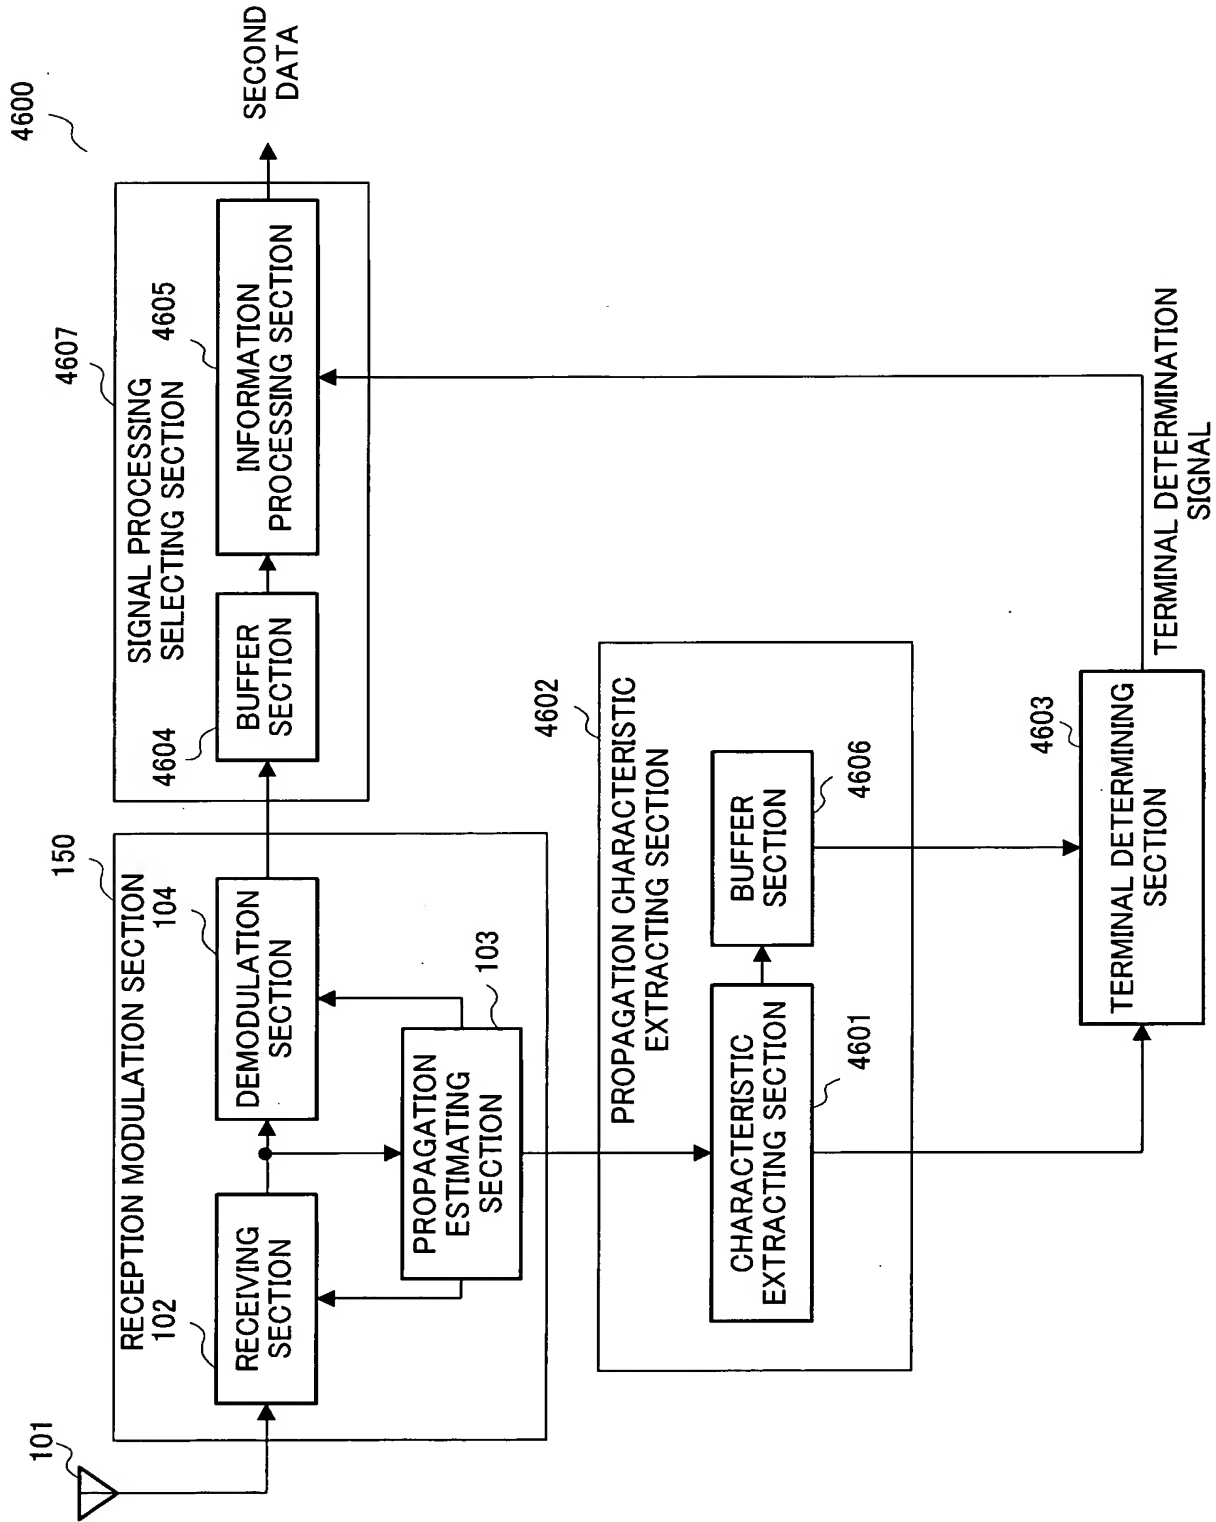 4600
101
150
RECEPTION MODULATION SECTION
102
104
RECEIVING
SECTION
DEMODULATION
SECTION
PROPAGATION
ESTIMATING
SECTION
103
4607
SIGNAL PROCESSING
SELECTING SECTION
4604
BUFFER
SECTION
4605
INFORMATION
PROCESSING SECTION
SECOND
DATA
4602
PROPAGATION CHARACTERISTIC
EXTRACTING SECTION
CHARACTERISTIC
EXTRACTING SECTION
4601
BUFFER
SECTION
4606
4603
TERMINAL DETERMINING
SECTION
TERMINAL DETERMINATION
SIGNAL